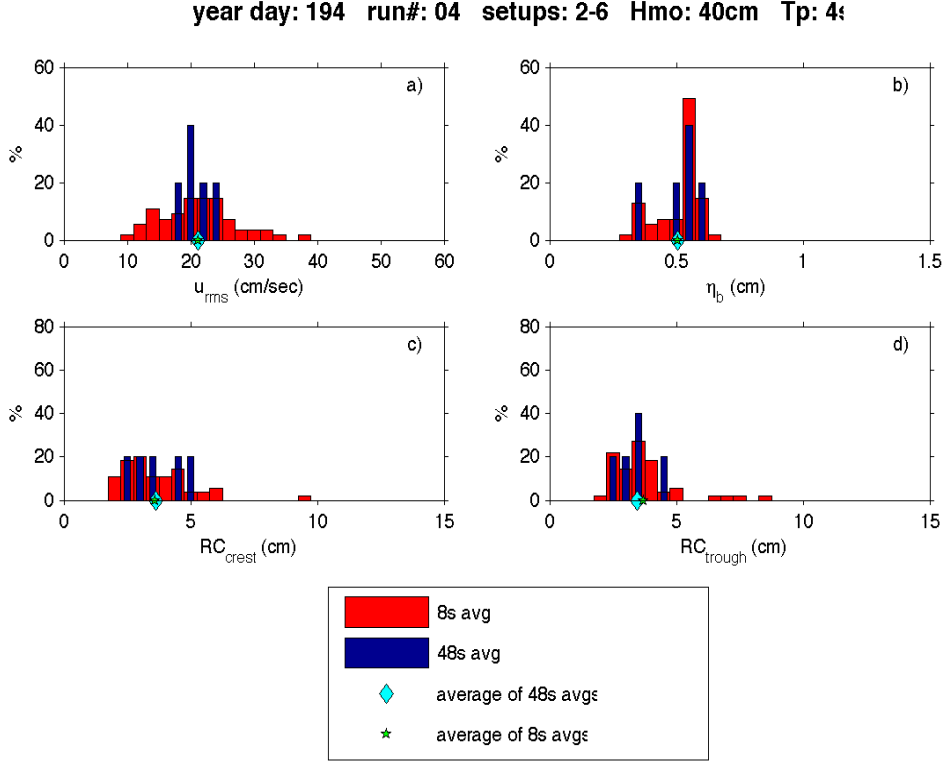 year day: 194 run#: 04 setups: 2-6 Hmo: 40cm Tp: 4s
60
40
20
0
%
a)
0 10 20 30 40 50 60
u_rms (cm/sec)
60
40
20
0
%
b)
0 0.5 1 1.5
η_b (cm)
80
60
40
20
0
%
c)
0 5 10 15
RC_crest (cm)
80
60
40
20
0
%
d)
0 5 10 15
RC_trough (cm)
8s avg
48s avg
average of 48s avgs
average of 8s avgs